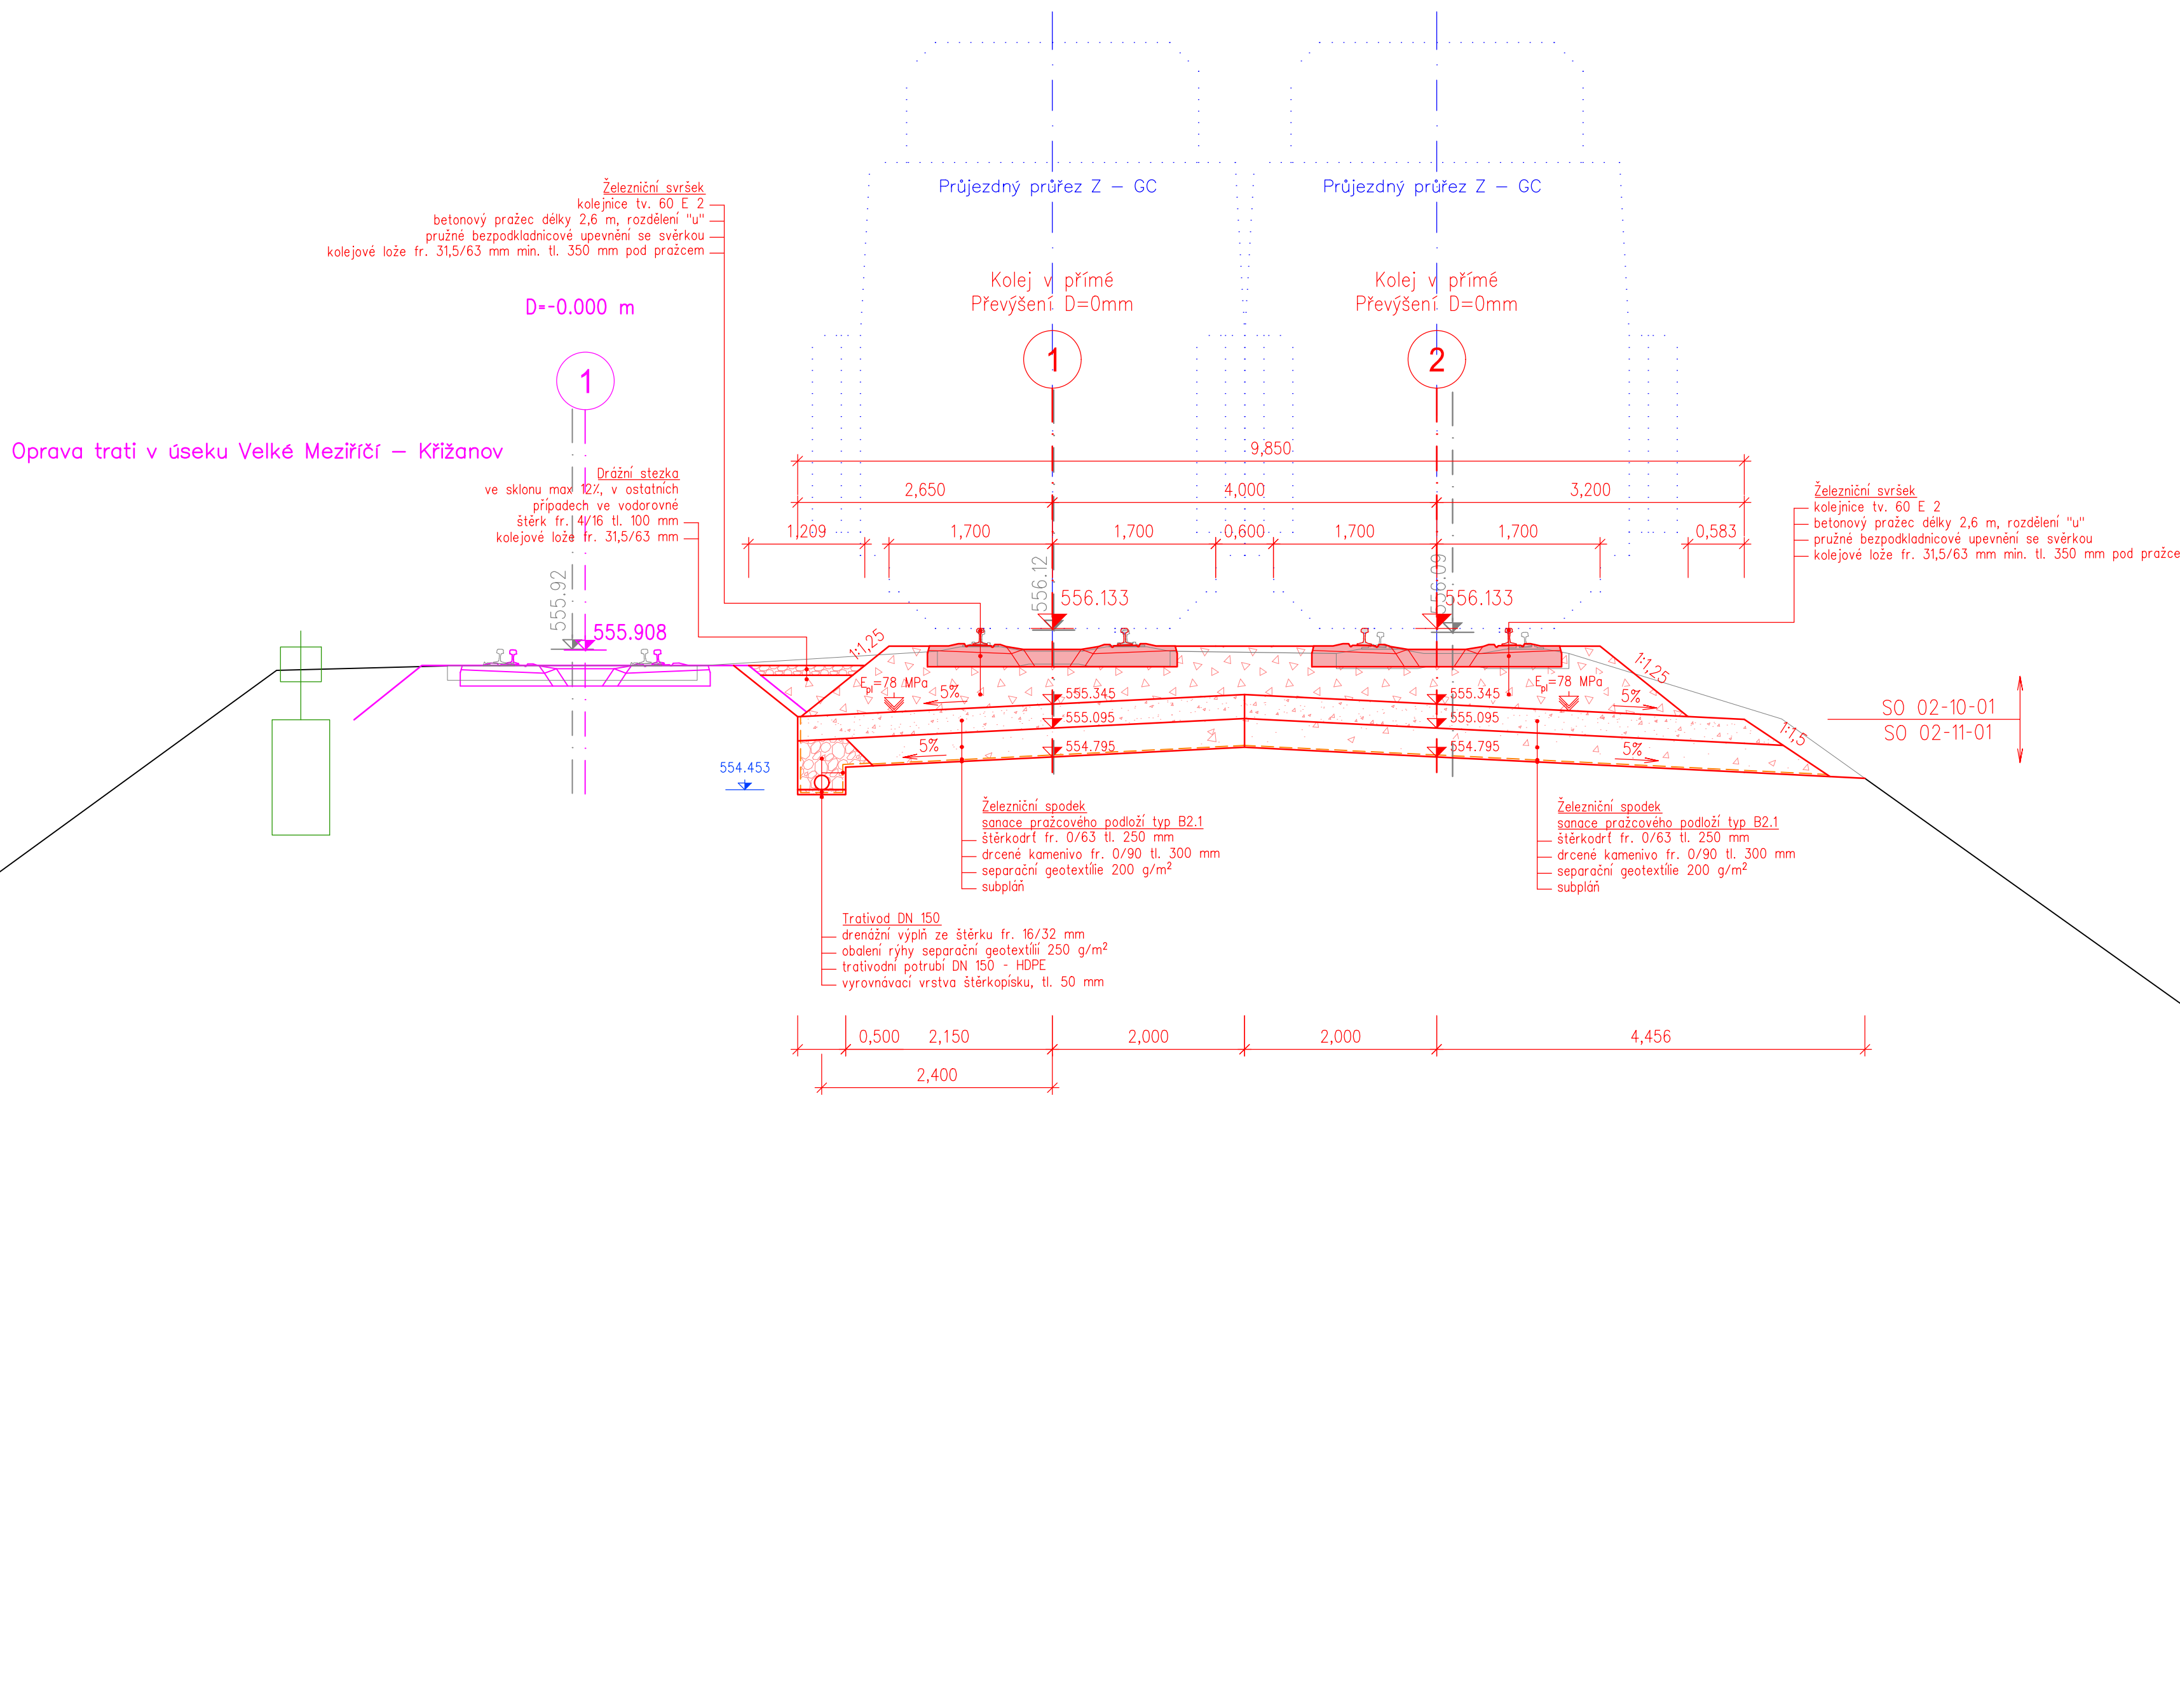 Průjezdný průřez Z – GC
Průjezdný průřez Z – GC
Železniční svršek
kolejnice tv. 60 E 2
betonový pražec délky 2,6 m, rozdělení "u"
pružné bezpodkladnicové upevnění se svěrkou
kolejové lože fr. 31,5/63 mm min. tl. 350 mm pod pražcem
Kolej v přímé
Převýšení D=0mm
Kolej v přímé
Převýšení D=0mm
D=-0.000 m
1
1
2
Oprava trati v úseku Velké Meziříčí – Křižanov
Drážní stezka
ve sklonu max 12%, v ostatních
případech ve vodorovné
štěrk fr. 4/16 tl. 100 mm
kolejové lože fr. 31,5/63 mm
9,850
2,650
4,000
3,200
1,209
1,700
1,700
0,600
1,700
1,700
0,583
Železniční svršek
kolejnice tv. 60 E 2
betonový pražec délky 2,6 m, rozdělení "u"
pružné bezpodkladnicové upevnění se svěrkou
kolejové lože fr. 31,5/63 mm min. tl. 350 mm pod pražce
555.92
555.908
556.12
556.133
556.09
556.133
1:1,25
1:1,25
1:1,5
Epl=78 MPa
5%
555.345
555.095
554.795
5%
Epl=78 MPa
5%
555.345
555.095
554.795
5%
SO 02-10-01
SO 02-11-01
554.453
Železniční spodek
sanace pražcového podloží typ B2.1
štěrkodrť fr. 0/63 tl. 250 mm
drcené kamenivo fr. 0/90 tl. 300 mm
separační geotextílie 200 g/m²
subpláň
Železniční spodek
sanace pražcového podloží typ B2.1
štěrkodrť fr. 0/63 tl. 250 mm
drcené kamenivo fr. 0/90 tl. 300 mm
separační geotextílie 200 g/m²
subpláň
Trativod DN 150
drenážní výplň ze štěrku fr. 16/32 mm
obalení rýhy separační geotextílií 250 g/m²
trativodní potrubí DN 150 - HDPE
vyrovnávací vrstva štěrkopísku, tl. 50 mm
0,500
2,150
2,000
2,000
4,456
2,400